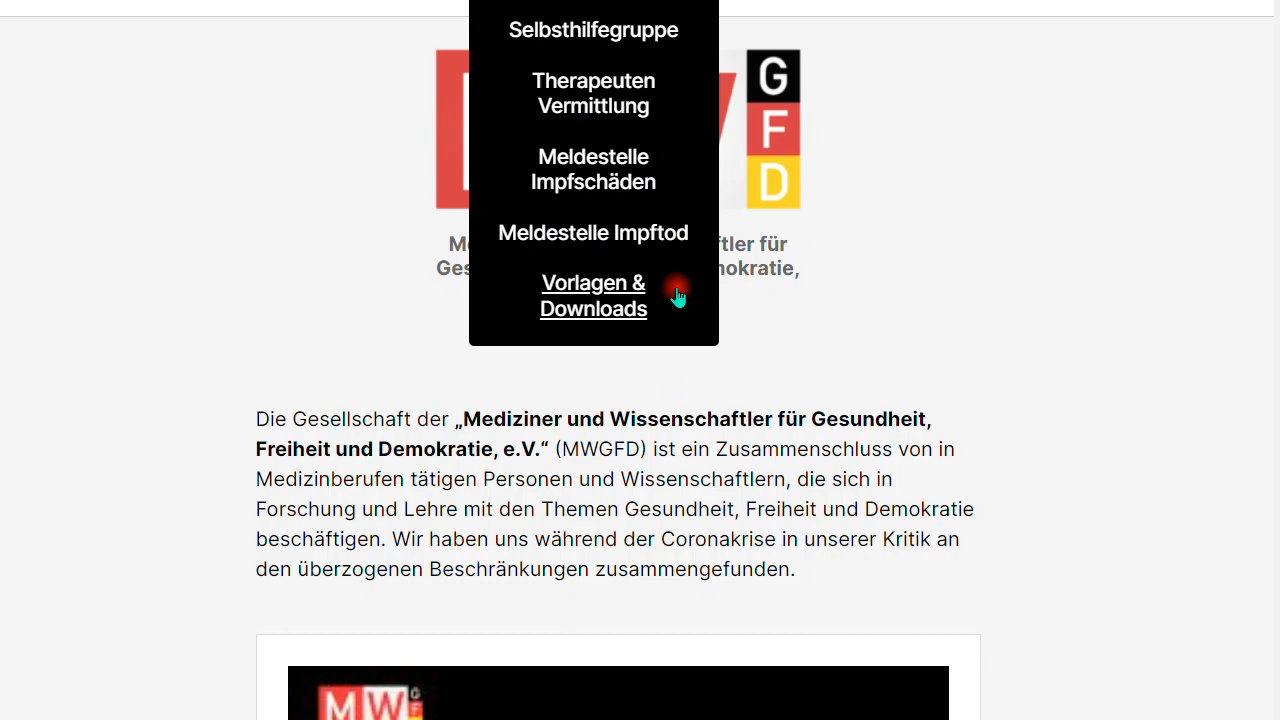 Selbsthilfegruppe
Therapeuten
Vermittlung
Meldestelle
Impfschäden
Meldestelle Impftod
Vorlagen &
Downloads
G
F
D
ftler für
Ges
mokratie,
Die Gesellschaft der „Mediziner und Wissenschaftler für Gesundheit,
Freiheit und Demokratie, e.V.“ (MWGFD) ist ein Zusammenschluss von in
Medizinberufen tätigen Personen und Wissenschaftlern, die sich in
Forschung und Lehre mit den Themen Gesundheit, Freiheit und Demokratie
beschäftigen. Wir haben uns während der Coronakrise in unserer Kritik an
den überzogenen Beschränkungen zusammengefunden.
MW
G
F